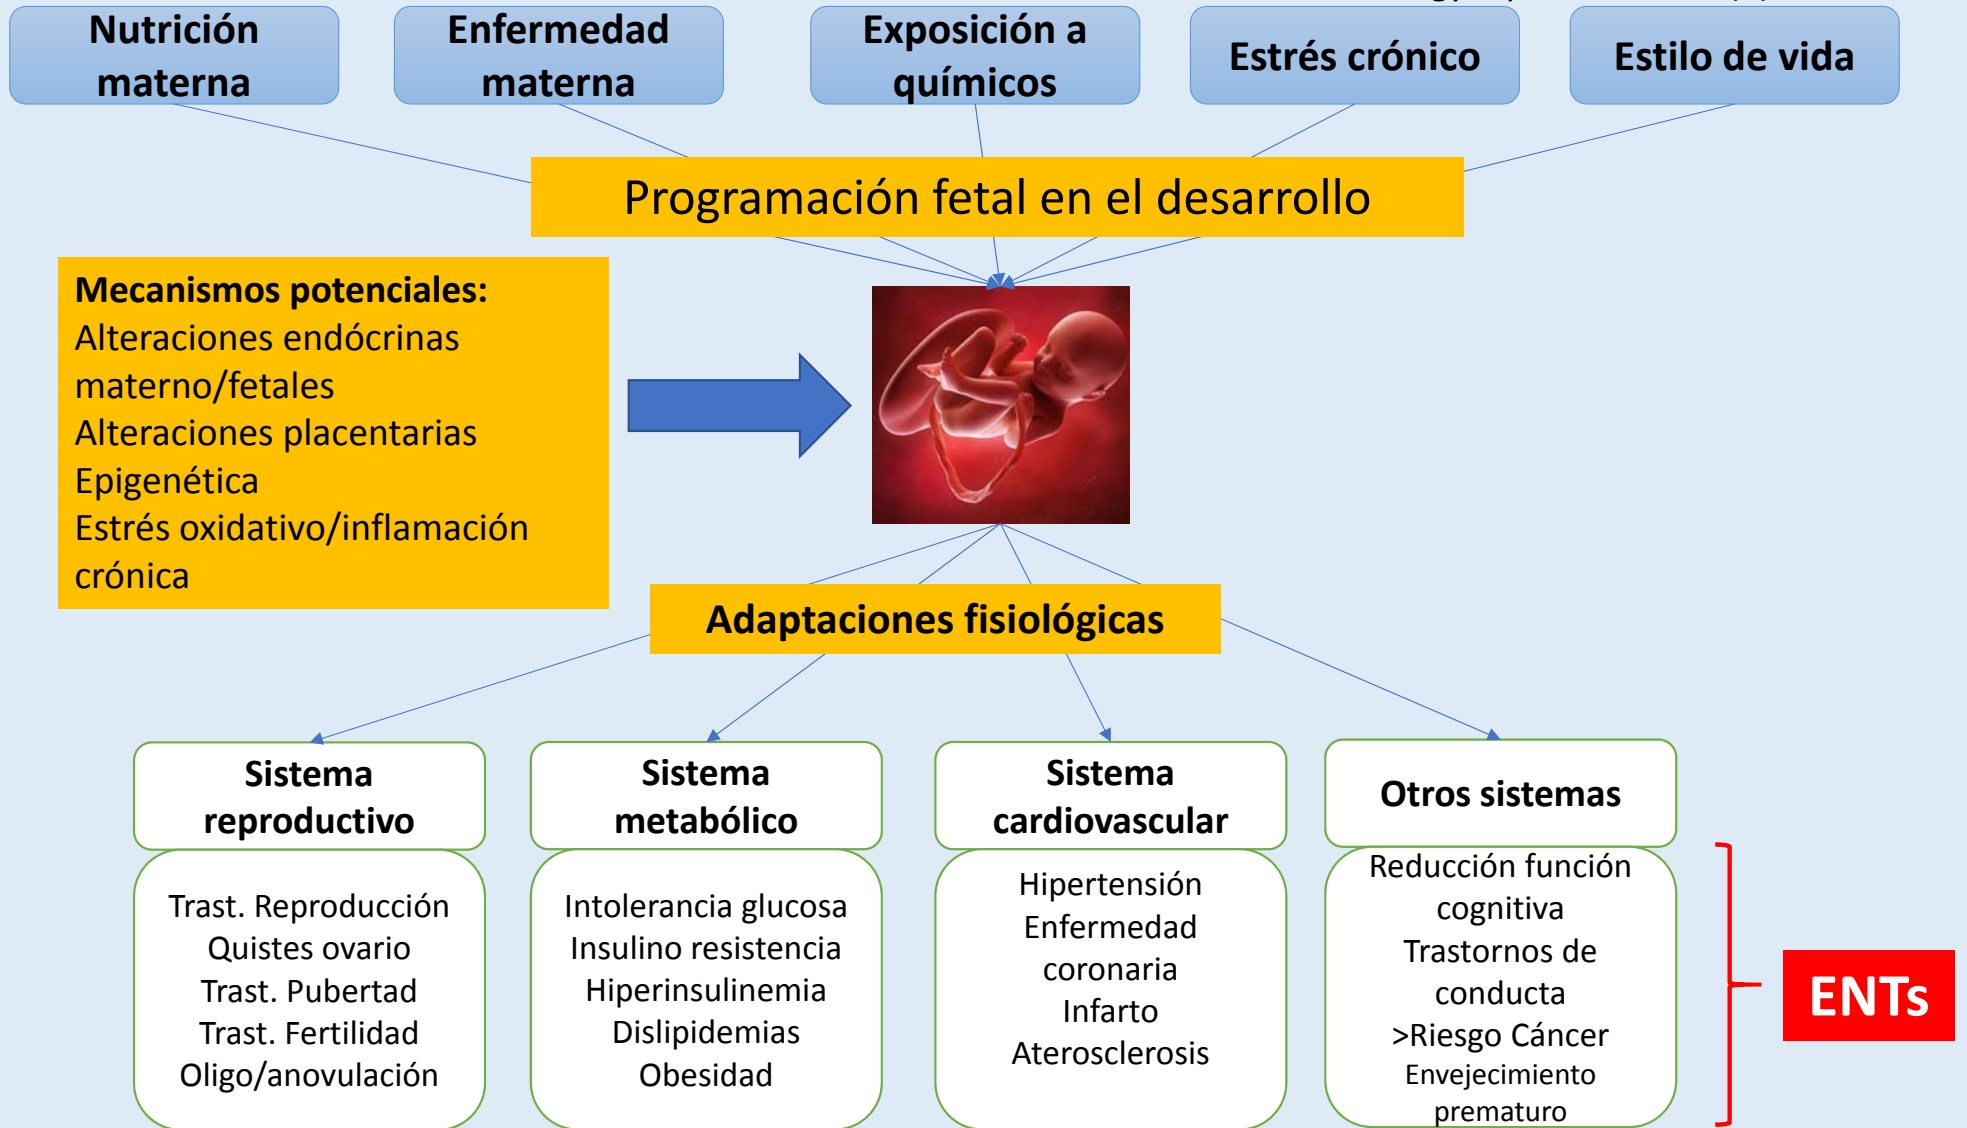 Nutrición
materna
Enfermedad
materna
Exposición a
químicos
Estrés crónico
Estilo de vida
Programación fetal en el desarrollo
Mecanismos potenciales:
Alteraciones endócrinas
materno/fetales
Alteraciones placentarias
Epigenética
Estrés oxidativo/inflamación
crónica
Adaptaciones fisiológicas
Sistema
reproductivo
Trast. Reproducción
Quistes ovario
Trast. Pubertad
Trast. Fertilidad
Oligo/anovulación
Sistema
metabólico
Intolerancia glucosa
Insulino resistencia
Hiperinsulinemia
Dislipidemias
Obesidad
Sistema
cardiovascular
Hipertensión
Enfermedad
coronaria
Infarto
Aterosclerosis
Otros sistemas
Reducción función
cognitiva
Trastornos de
conducta
>Riesgo Cáncer
Envejecimiento
prematuro
ENTs